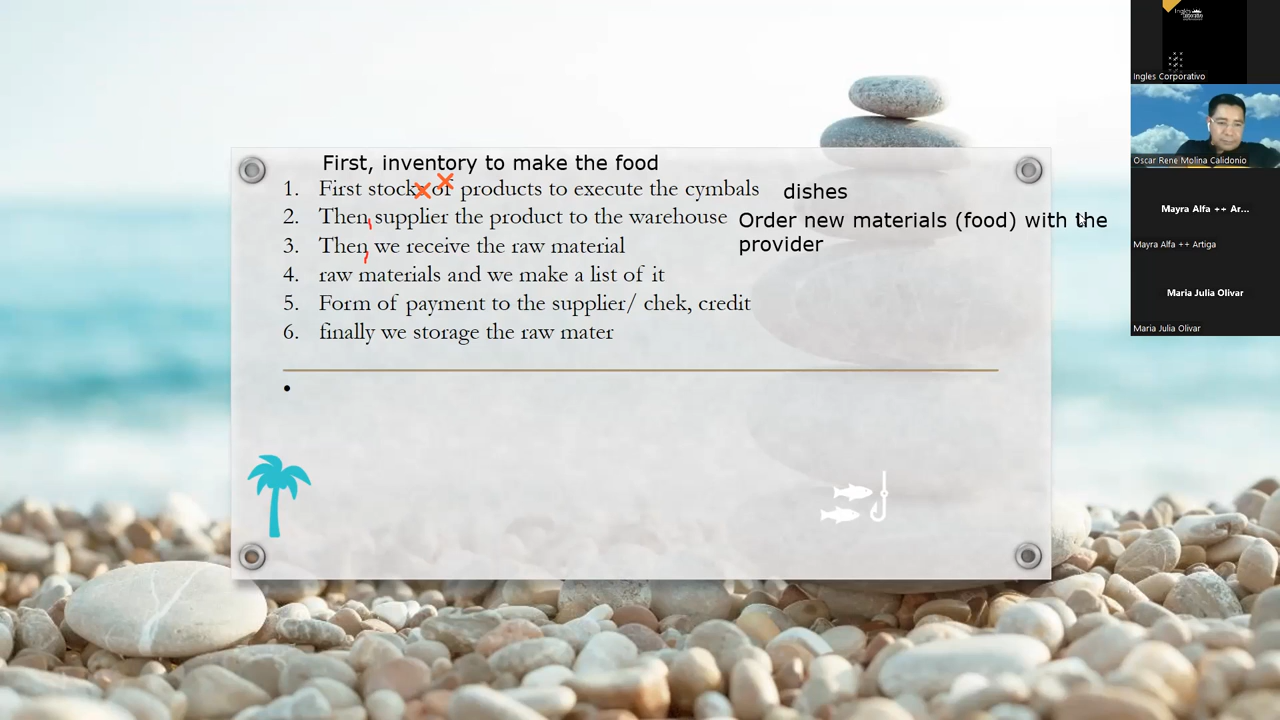 First, inventory to make the food
1. First stocks of products to execute the cymbals dishes
2. Then, supplier the product to the warehouse Order new materials (food) with the
provider
3. Then, we receive the raw material
4. raw materials and we make a list of it
5. Form of payment to the supplier/ chek, credit
6. finally we storage the raw mater
Ingles Corporativo
Oscar Rene Molina Calidonio
Mayra Alfa ++ Ar...
Mayra Alfa ++ Artiga
Maria Julia Olivar
Maria Julia Olivar